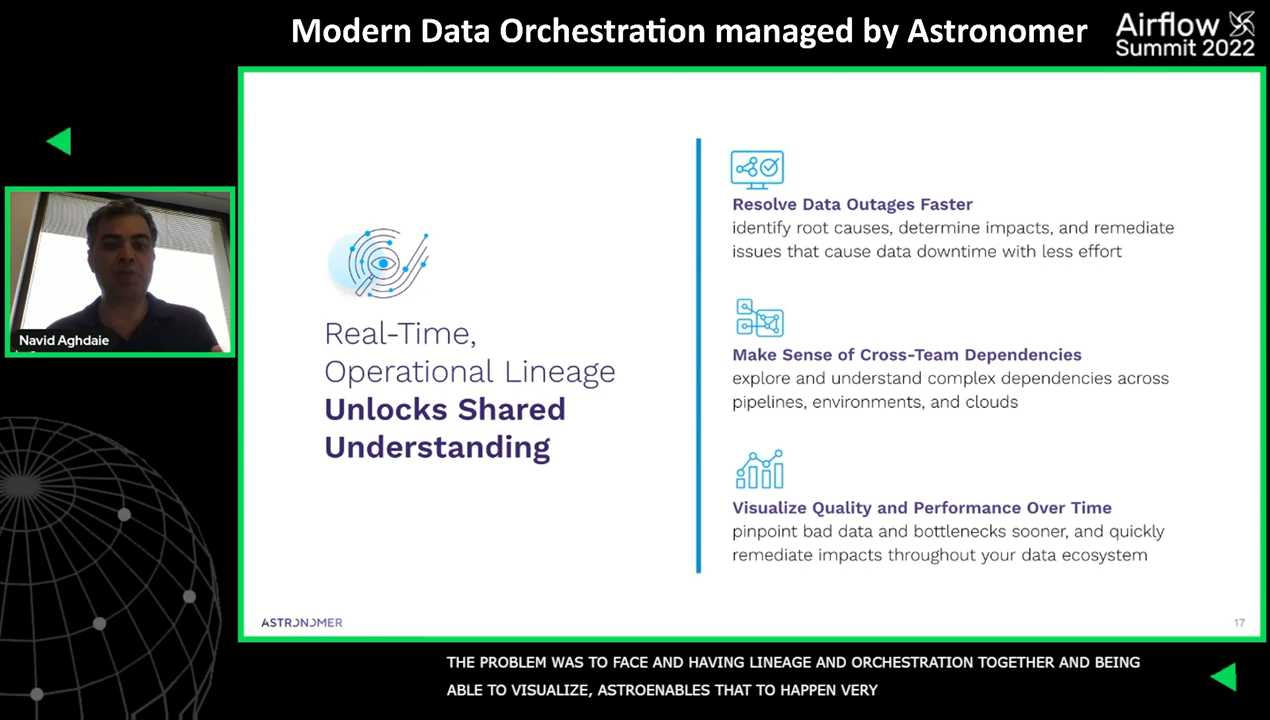 Modern Data Orchestration managed by Astronomer
Airflow
Summit 2022
Navid Aghdaie
Real-Time,
Operational Lineage
Unlocks Shared
Understanding
Resolve Data Outages Faster
identify root causes, determine impacts, and remediate
issues that cause data downtime with less effort
Make Sense of Cross-Team Dependencies
explore and understand complex dependencies across
pipelines, environments, and clouds
Visualize Quality and Performance Over Time
pinpoint bad data and bottlenecks sooner, and quickly
remediate impacts throughout your data ecosystem
ASTRONOMER
17
THE PROBLEM WAS TO FACE AND HAVING LINEAGE AND ORCHESTRATION TOGETHER AND BEING
ABLE TO VISUALIZE, ASTROENABLES THAT TO HAPPEN VERY